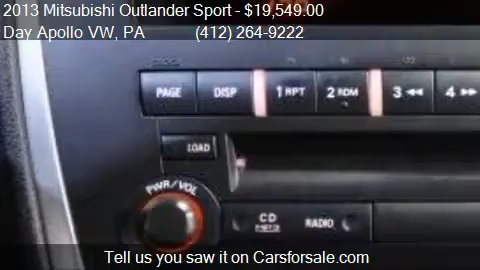 2013 Mitsubishi Outlander Sport - $19,549.00
Day Apollo VW, PA (412) 264-9222
PAGE DISP 1 RPT 2 RDM 3 ◂◂ 4 ▸▸
LOAD
PWR/VOL
CD RADIO
Tell us you saw it on Carsforsale.com